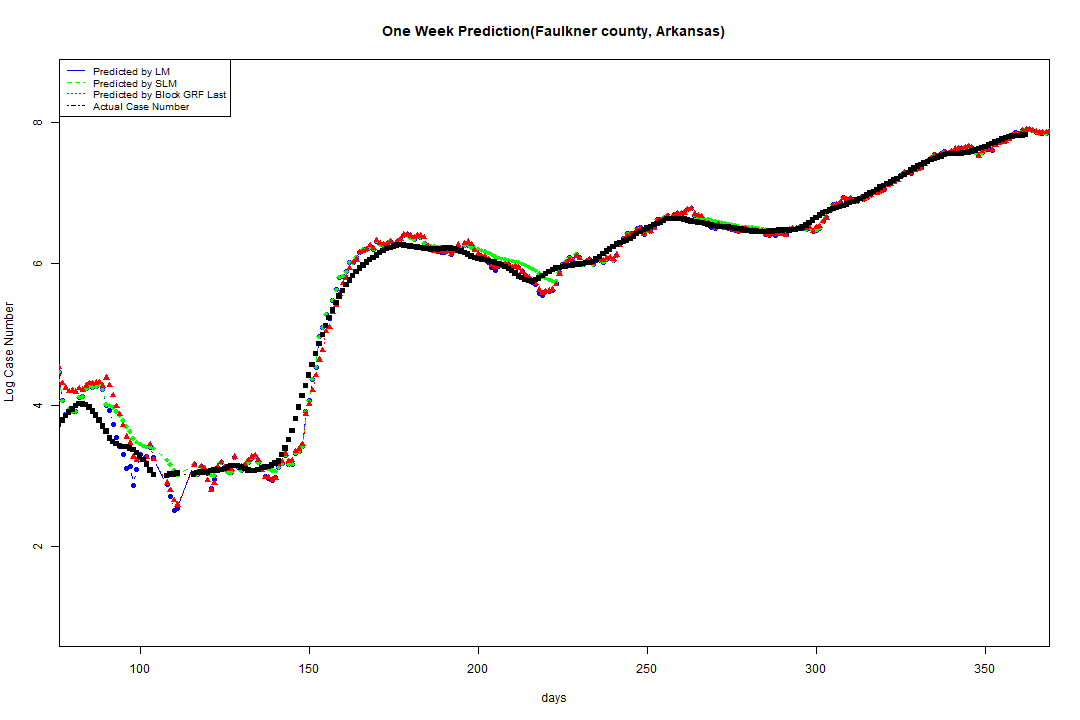 One Week Prediction(Faulkner county, Arkansas)
Predicted by LM
Predicted by SLM
Predicted by Block GRF Last
Actual Case Number
8
6
4
2
Log Case Number
100 150 200 250 300 350
days